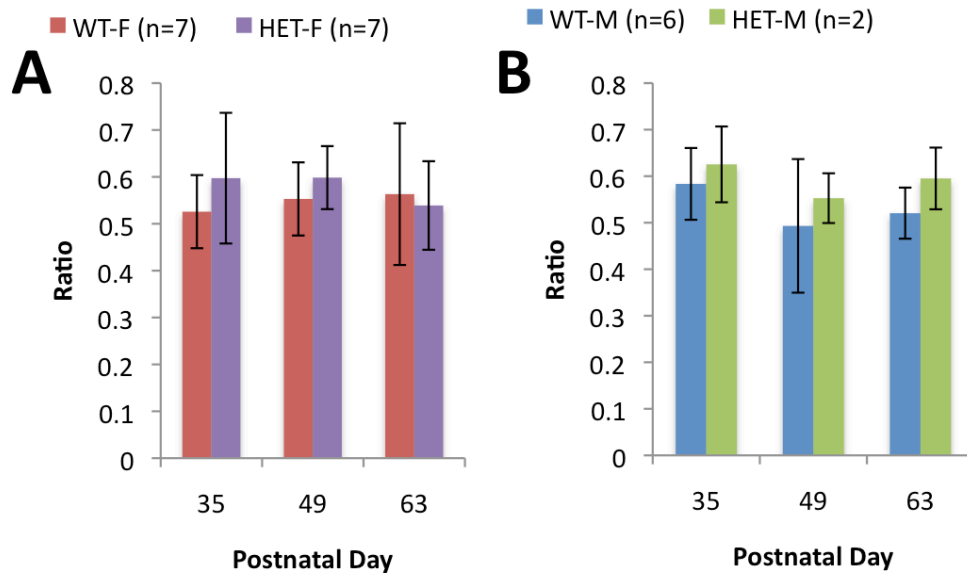 WT-F (n=7) HET-F (n=7)
A
0.8
0.7
0.6
0.5
0.4
0.3
0.2
0.1
0
Ratio
35 49 63
Postnatal Day
WT-M (n=6) HET-M (n=2)
B
0.8
0.7
0.6
0.5
0.4
0.3
0.2
0.1
0
Ratio
35 49 63
Postnatal Day